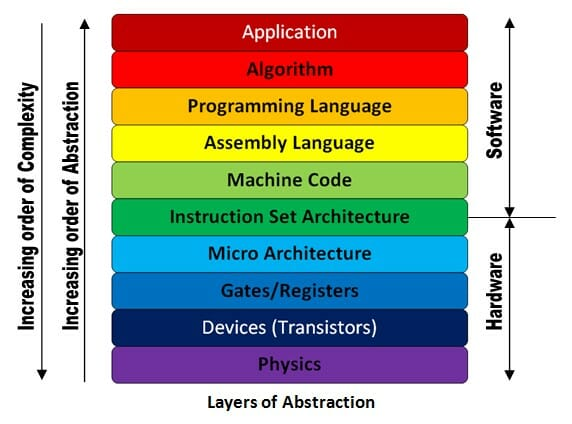 Increasing order of Complexity
Increasing order of Abstraction
Application
Algorithm
Programming Language
Assembly Language
Machine Code
Instruction Set Architecture
Micro Architecture
Gates/Registers
Devices (Transistors)
Physics
Software
Hardware
Layers of Abstraction